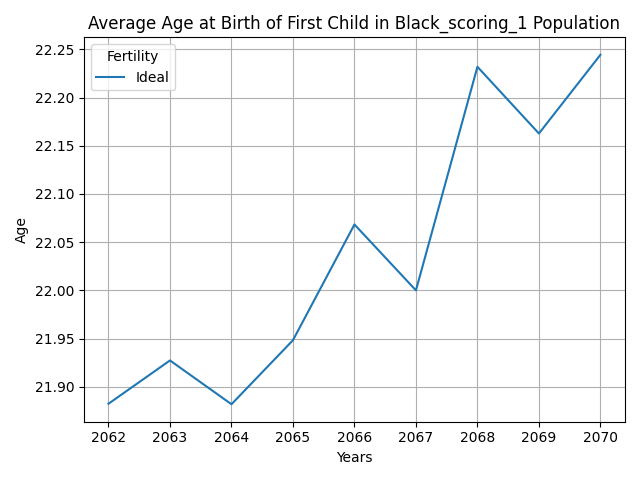 Average Age at Birth of First Child in Black_scoring_1 Population
Fertility
Ideal
22.25
22.20
22.15
22.10
22.05
22.00
21.95
21.90
Age
2062 2063 2064 2065 2066 2067 2068 2069 2070
Years